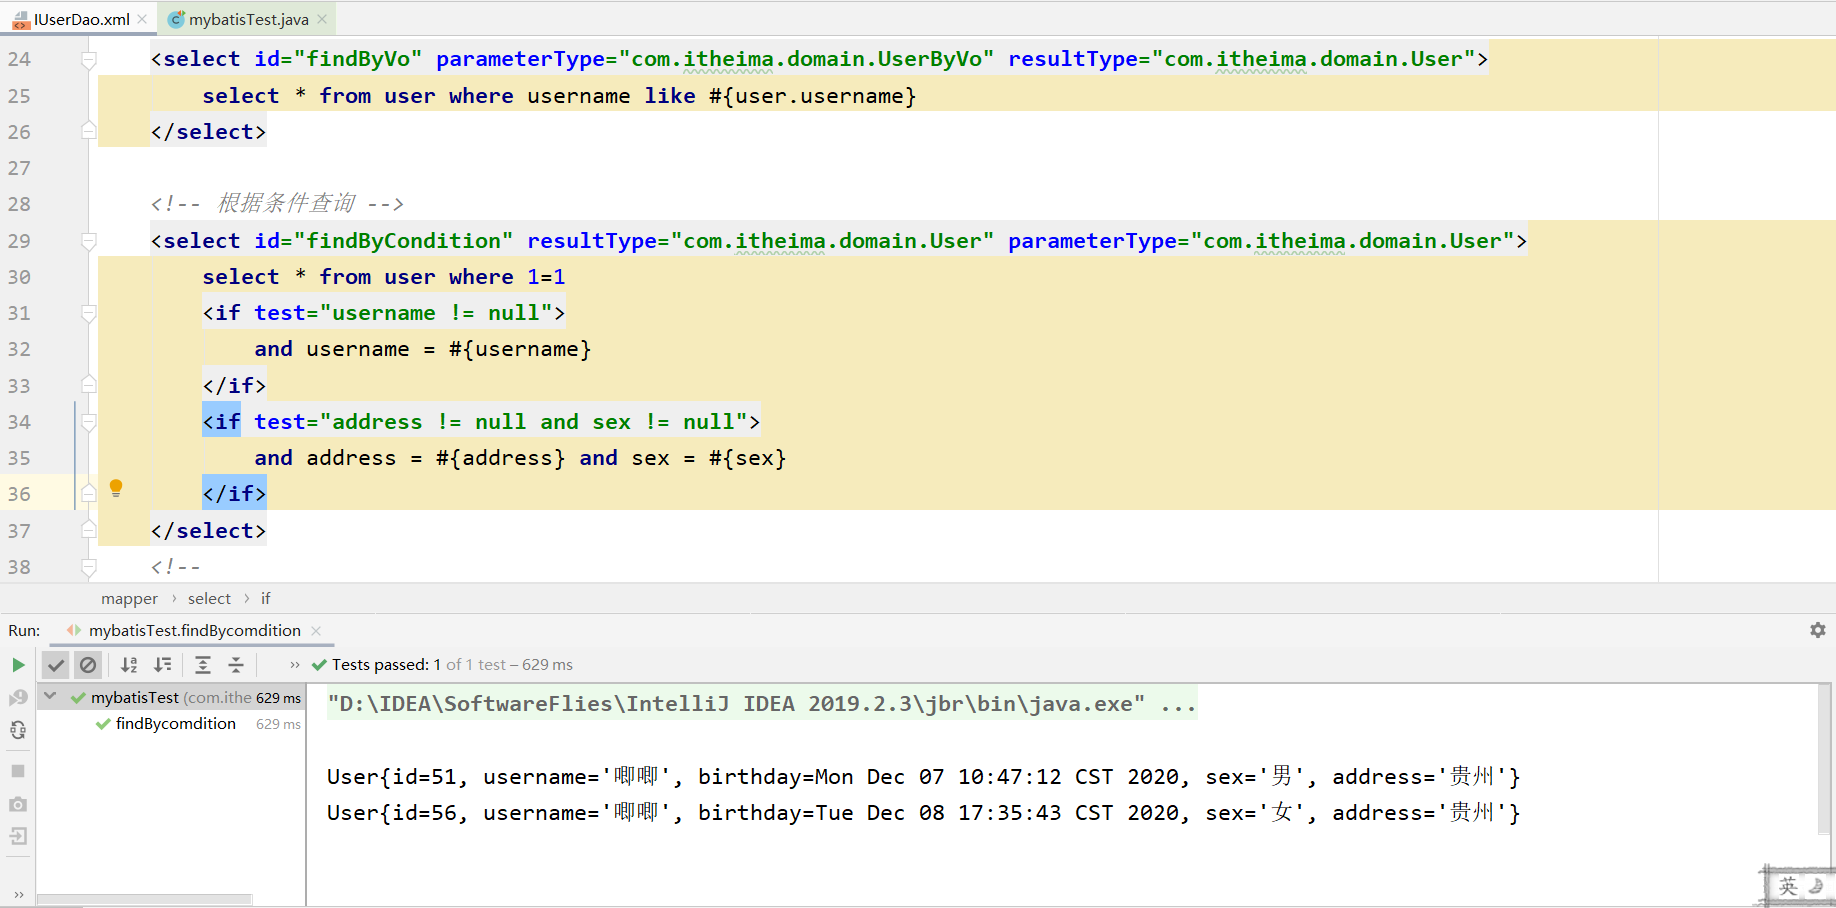 IUserDao.xml mybatisTest.java
24 <select id="findByVo" parameterType="com.itheima.domain.UserByVo" resultType="com.itheima.domain.User">
25 select * from user where username like #{user.username}
26 </select>
27
28 <!-- 根据条件查询 -->
29 <select id="findByCondition" resultType="com.itheima.domain.User" parameterType="com.itheima.domain.User">
30 select * from user where 1=1
31 <if test="username != null">
32 and username = #{username}
33 </if>
34 <if test="address != null and sex != null">
35 and address = #{address} and sex = #{sex}
36 </if>
37 </select>
38 <!--
mapper › select › if
Run: mybatisTest.findBycomdition
» Tests passed: 1 of 1 test – 629 ms
mybatisTest (com.ithe 629 ms
findBycomdition 629 ms
"D:\IDEA\SoftwareFlies\IntelliJ IDEA 2019.2.3\jbr\bin\java.exe" ...
User{id=51, username='唧唧', birthday=Mon Dec 07 10:47:12 CST 2020, sex='男', address='贵州'}
User{id=56, username='唧唧', birthday=Tue Dec 08 17:35:43 CST 2020, sex='女', address='贵州'}
»
英